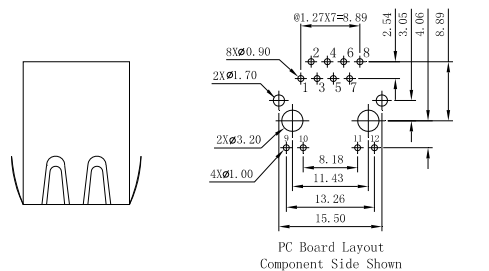 @1.27X7=8.89
2.54
3.05
4.06
8.89
8Xø0.90
2 4 6 8
2Xø1.70
1 3 5 7
2Xø3.20
9 10 11 12
4Xø1.00
8.18
11.43
13.26
15.50
PC Board Layout
Component Side Shown